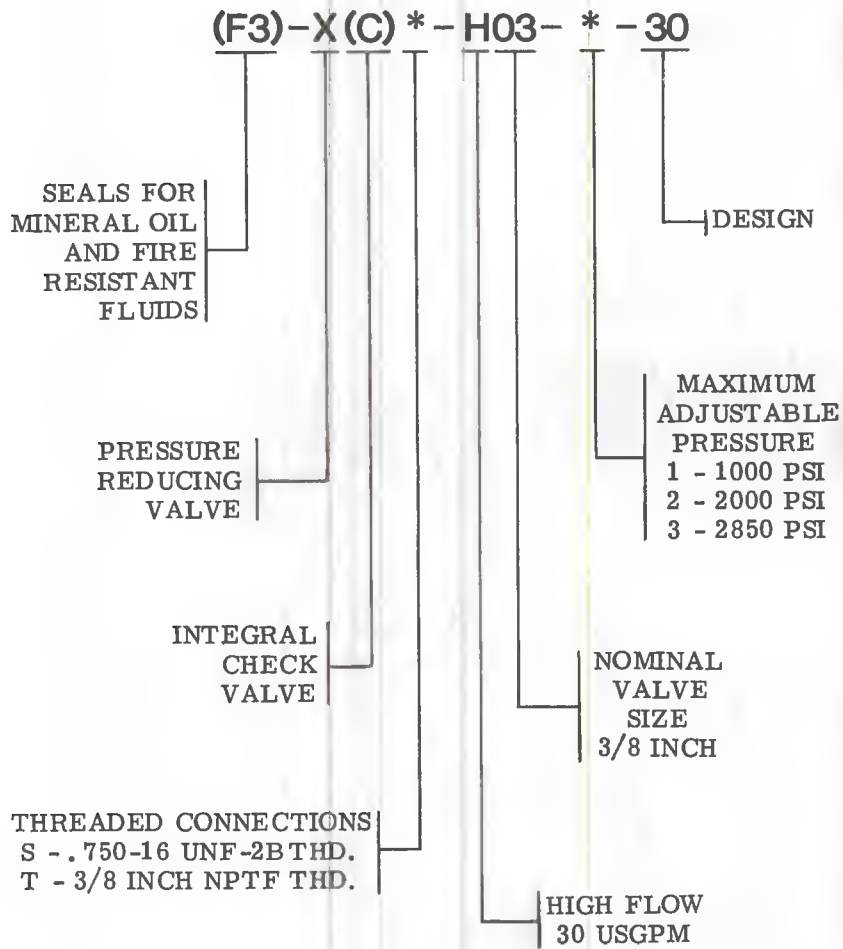 (F3)-X(C)*-H03-*-30
SEALS FOR
MINERAL OIL
AND FIRE
RESISTANT
FLUIDS
DESIGN
MAXIMUM
ADJUSTABLE
PRESSURE
1 - 1000 PSI
2 - 2000 PSI
3 - 2850 PSI
PRESSURE
REDUCING
VALVE
INTEGRAL
CHECK
VALVE
NOMINAL
VALVE
SIZE
3/8 INCH
THREADED CONNECTIONS
S - .750-16 UNF-2B THD.
T - 3/8 INCH NPTF THD.
HIGH FLOW
30 USGPM